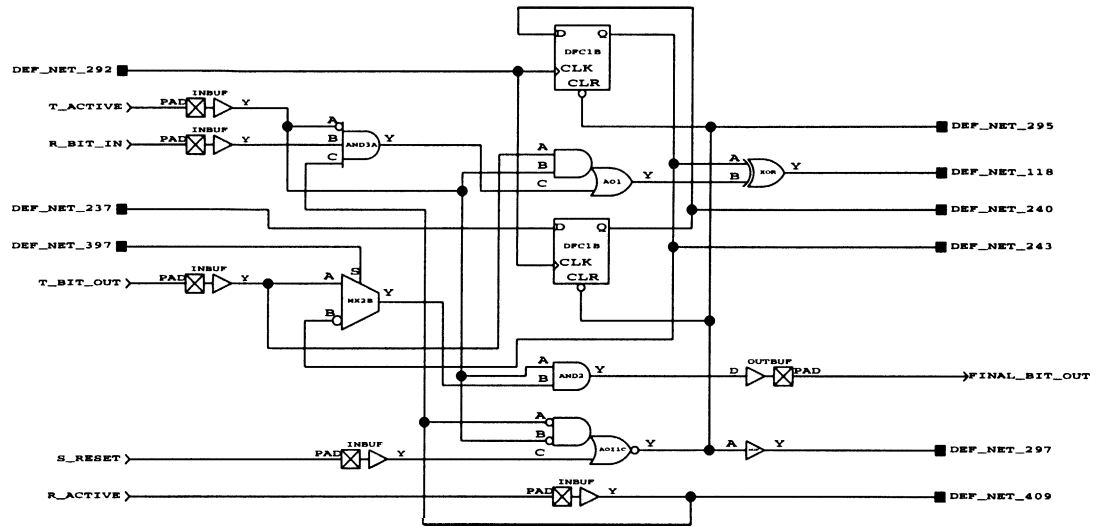 D Q
DFC1B
DEF_NET_292
CLK
CLR
INBUF
T_ACTIVE PAD Y
DEF_NET_295
INBUF
R_BIT_IN PAD Y
A
B AND3A Y
C
A
B AO1 Y
C
A XOR Y
B
DEF_NET_118
DEF_NET_237
DEF_NET_240
D Q
DFC1B
CLK
CLR
DEF_NET_397
DEF_NET_243
INBUF
T_BIT_OUT PAD Y
S
A
MX2B Y
B
A
B AND2 Y
OUTBUF
D PAD FINAL_BIT_OUT
A
B
C AOI1C Y
A Y DEF_NET_297
INBUF
S_RESET PAD Y
INBUF
R_ACTIVE PAD Y
DEF_NET_409